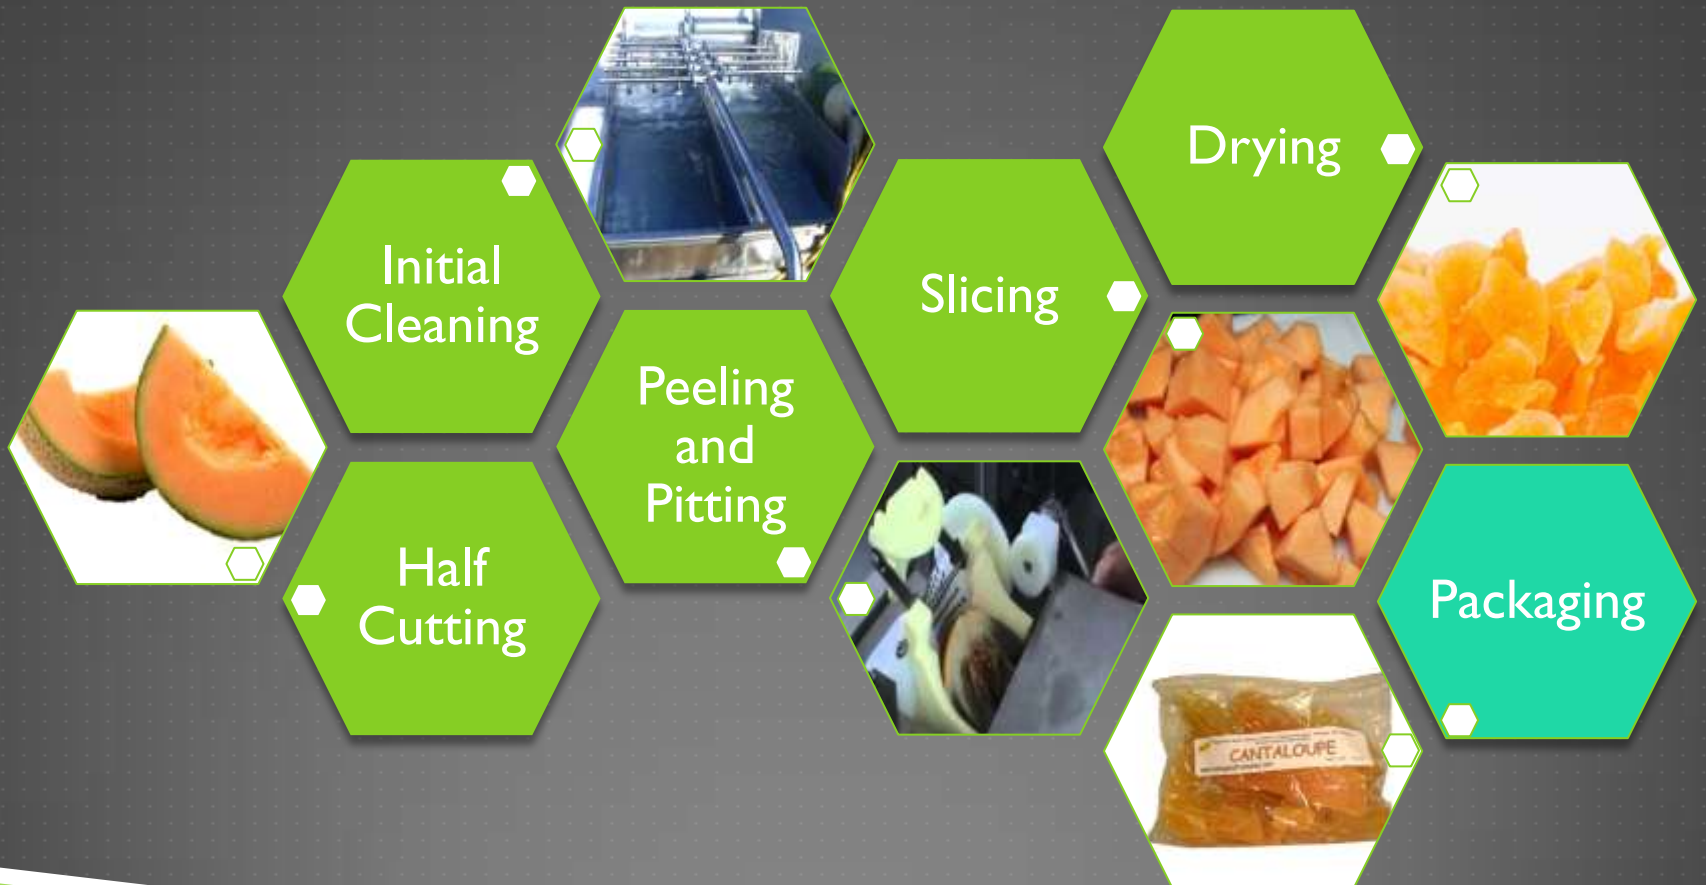 Initial
Cleaning
Half
Cutting
Peeling
and
Pitting
Slicing
Drying
Packaging
CANTALOUPE